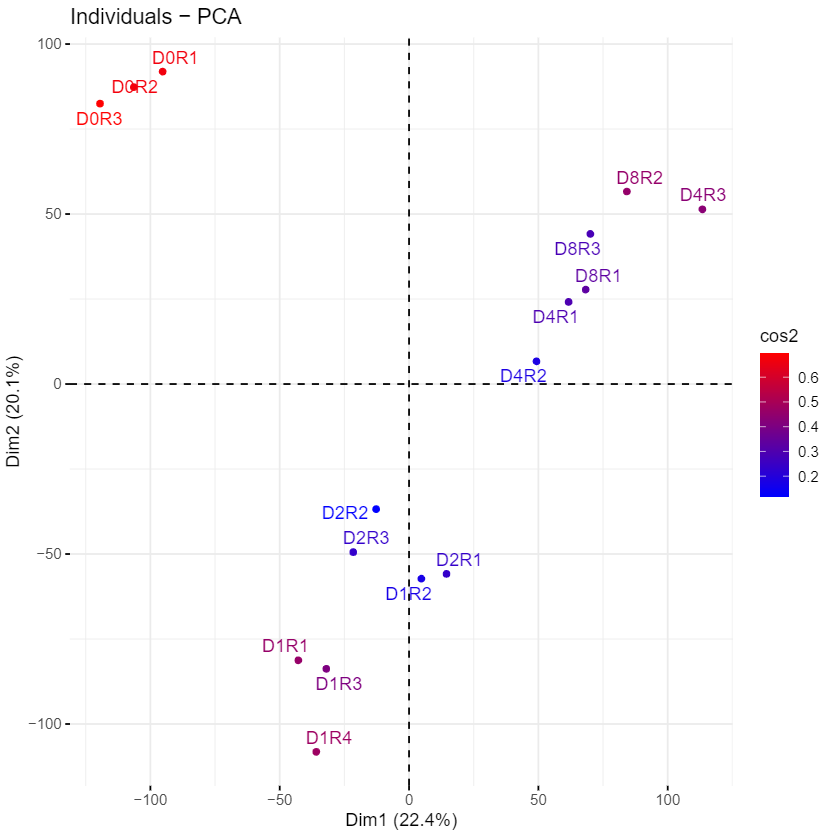 Individuals − PCA
100
50
0
−50
−100
Dim2 (20.1%)
D0R1
D0R2
D0R3
D8R2
D4R3
D8R3
D8R1
D4R1
D4R2
D2R2
D2R3
D2R1
D1R2
D1R1
D1R3
D1R4
−100
−50
0
50
100
Dim1 (22.4%)
cos2
0.6
0.5
0.4
0.3
0.2